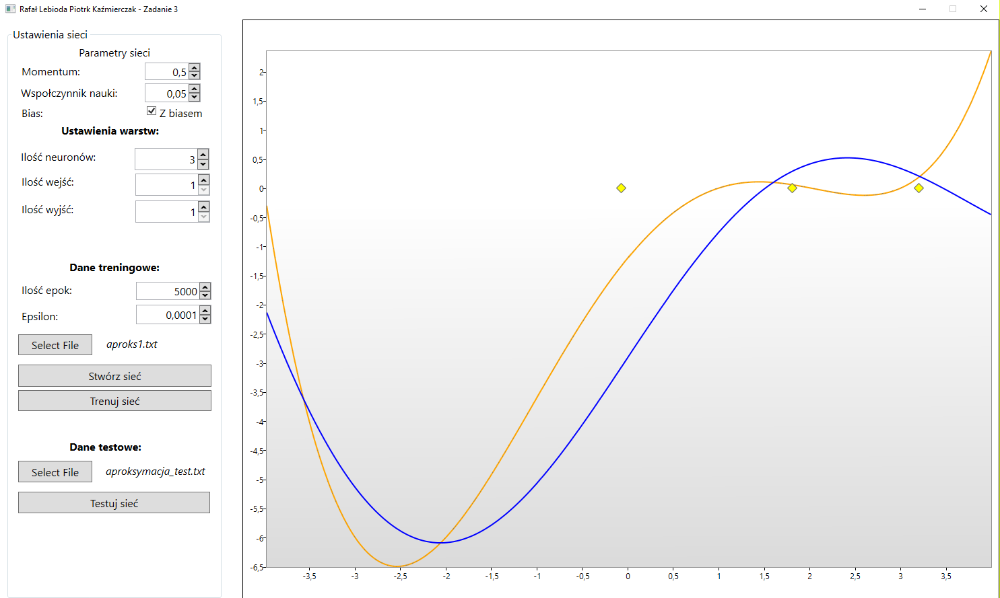 Rafał Lebioda Piotrk Kaźmierczak - Zadanie 3
Ustawienia sieci
Parametry sieci
Momentum: 0,5
Wspołczynnik nauki: 0,05
Bias: Z biasem
Ustawienia warstw:
Ilość neuronów: 3
Ilość wejść: 1
Ilość wyjść: 1
Dane treningowe:
Ilość epok: 5000
Epsilon: 0,0001
Select File aproks1.txt
Stwórz sieć
Trenuj sieć
Dane testowe:
Select File aproksymacja_test.txt
Testuj sieć
2
1,5
1
0,5
0
-0,5
-1
-1,5
-2
-2,5
-3
-3,5
-4
-4,5
-5
-5,5
-6
-6,5
-3,5 -3 -2,5 -2 -1,5 -1 -0,5 0 0,5 1 1,5 2 2,5 3 3,5